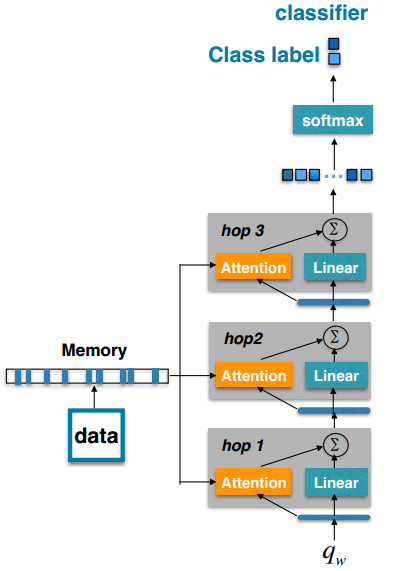 classifier
Class label
softmax
hop 3
Σ
Attention
Linear
hop2
Σ
Memory
Attention
Linear
data
hop 1
Σ
Attention
Linear
q_w